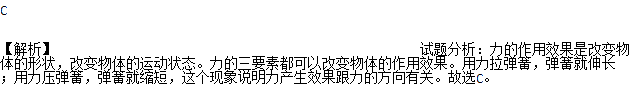 C
【解析】 试题分析：力的作用效果是改变物
体的形状，改变物体的运动状态。力的三要素都可以改变物体的作用效果。用力拉弹簧，弹簧就伸长
；用力压弹簧，弹簧就缩短，这个现象说明力产生效果跟力的方向有关。故选C。